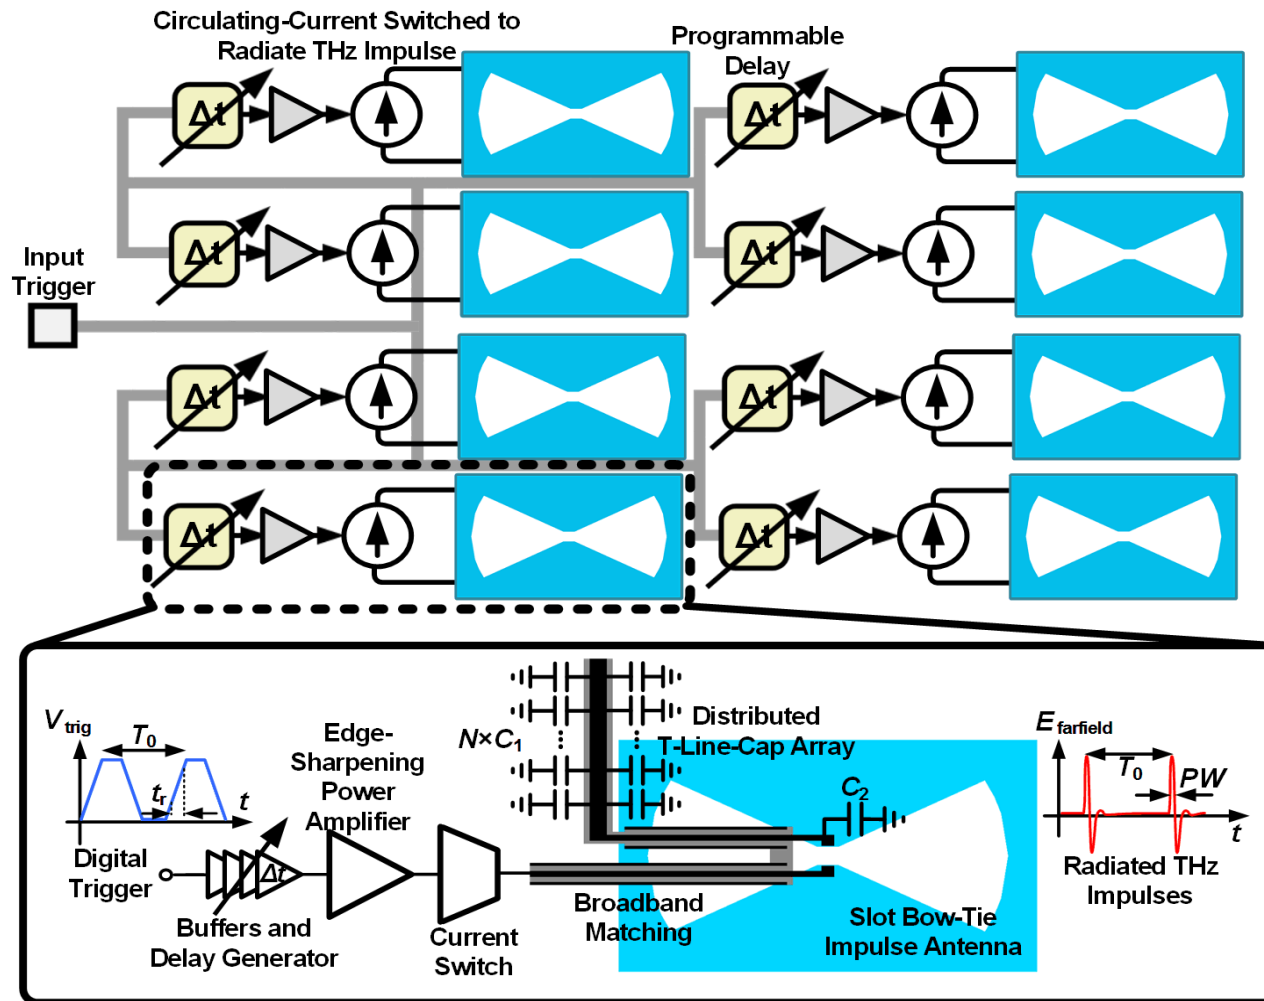 Circulating-Current Switched to
Radiate THz Impulse
Programmable
Delay
Δt
Δt
Δt
Δt
Input
Trigger
Δt
Δt
Δt
Δt
V trig
T0
tr
t
Digital
Trigger
Edge-
Sharpening
Power
Amplifier
Δt
Buffers and
Delay Generator
Current
Switch
N×C1
Distributed
T-Line-Cap Array
C2
Broadband
Matching
Slot Bow-Tie
Impulse Antenna
E farfield
T0
PW
t
Radiated THz
Impulses